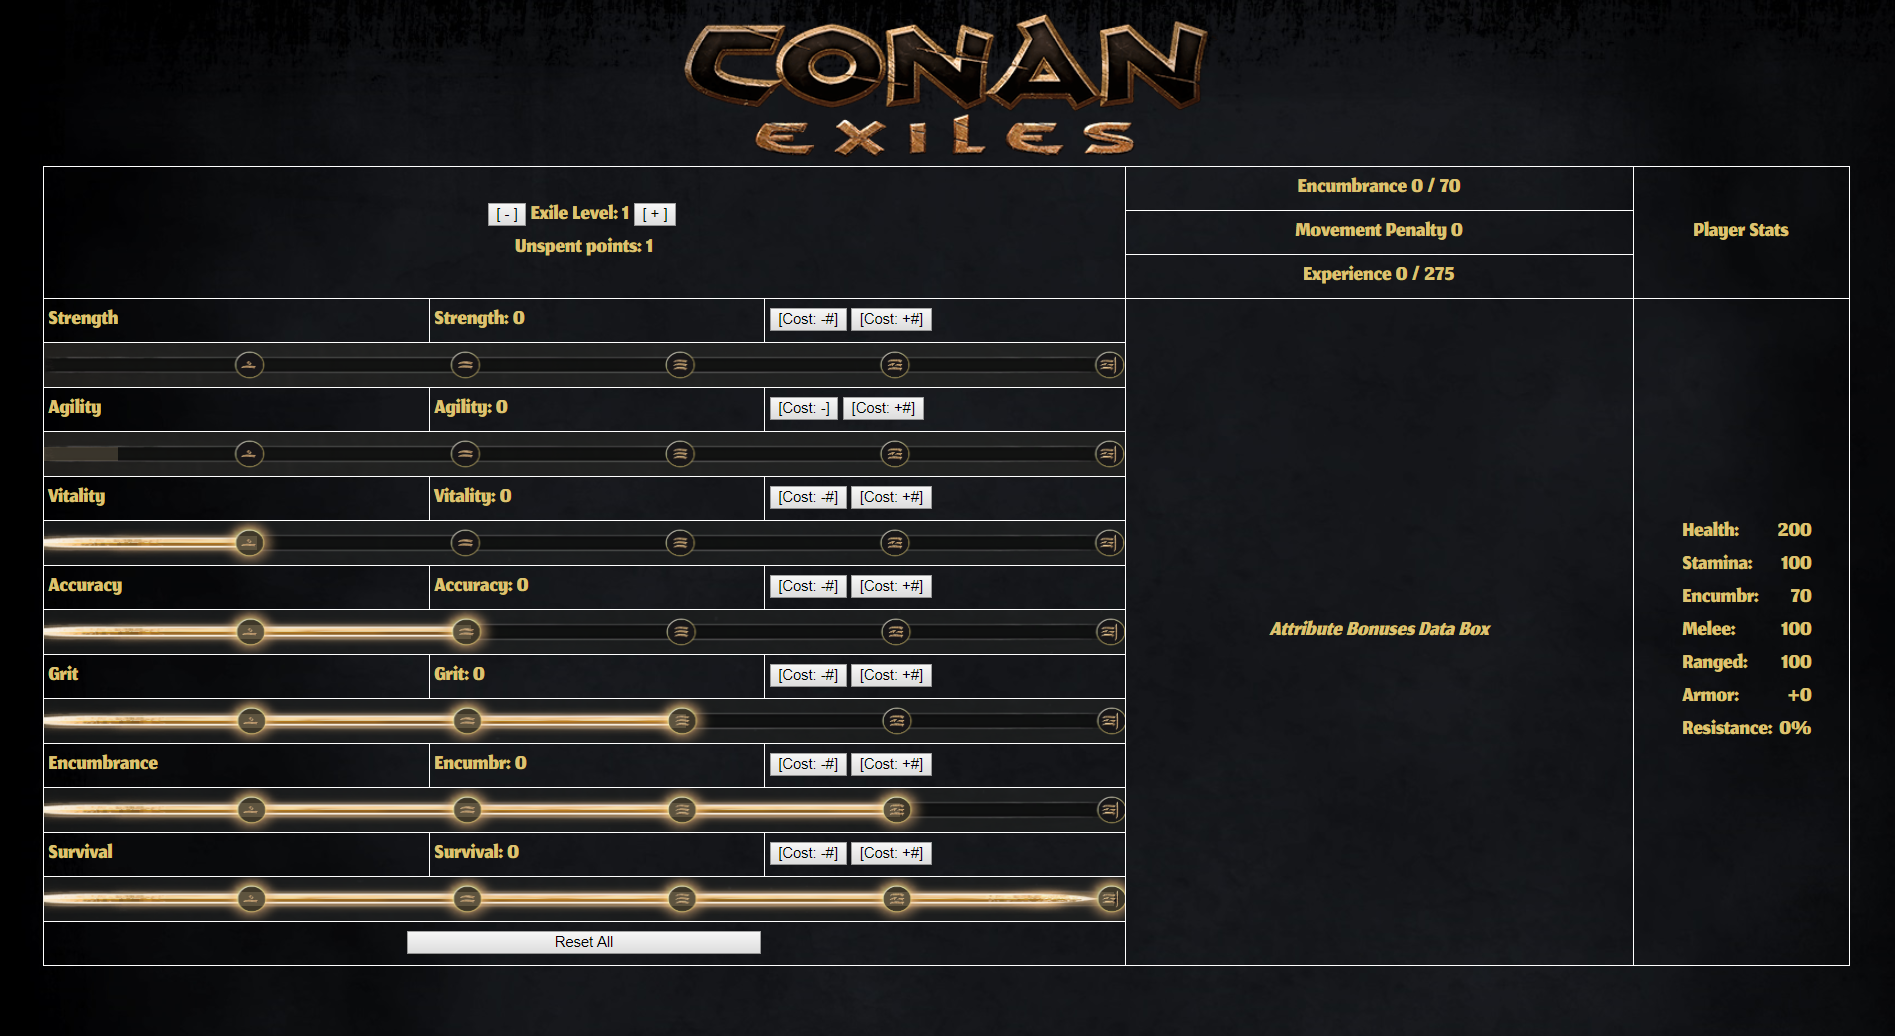 CONAN
EXILES
[ - ] Exile Level: 1 [ + ]
Unspent points: 1
Encumbrance 0 / 70
Movement Penalty 0
Experience 0 / 275
Player Stats
Strength Strength: 0 [Cost: -#] [Cost: +#]
Agility Agility: 0 [Cost: -] [Cost: +#]
Vitality Vitality: 0 [Cost: -#] [Cost: +#]
Accuracy Accuracy: 0 [Cost: -#] [Cost: +#]
Grit Grit: 0 [Cost: -#] [Cost: +#]
Encumbrance Encumbr: 0 [Cost: -#] [Cost: +#]
Survival Survival: 0 [Cost: -#] [Cost: +#]
Reset All
Attribute Bonuses Data Box
Health: 200
Stamina: 100
Encumbr: 70
Melee: 100
Ranged: 100
Armor: +0
Resistance: 0%